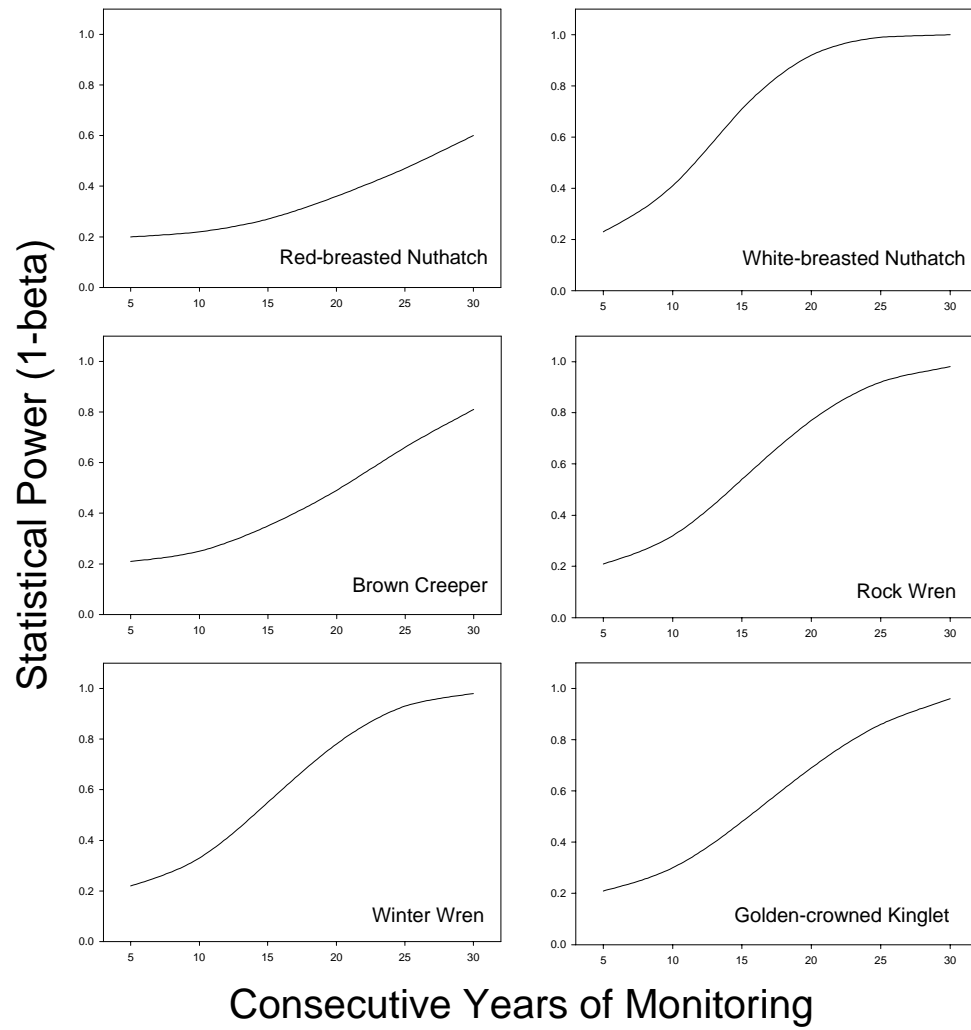 Statistical Power (1-beta)
1.0
0.8
0.6
0.4
0.2
0.0
5 10 15 20 25 30
Red-breasted Nuthatch
1.0
0.8
0.6
0.4
0.2
0.0
5 10 15 20 25 30
White-breasted Nuthatch
1.0
0.8
0.6
0.4
0.2
0.0
5 10 15 20 25 30
Brown Creeper
1.0
0.8
0.6
0.4
0.2
0.0
5 10 15 20 25 30
Rock Wren
1.0
0.8
0.6
0.4
0.2
0.0
5 10 15 20 25 30
Winter Wren
1.0
0.8
0.6
0.4
0.2
0.0
5 10 15 20 25 30
Golden-crowned Kinglet
Consecutive Years of Monitoring